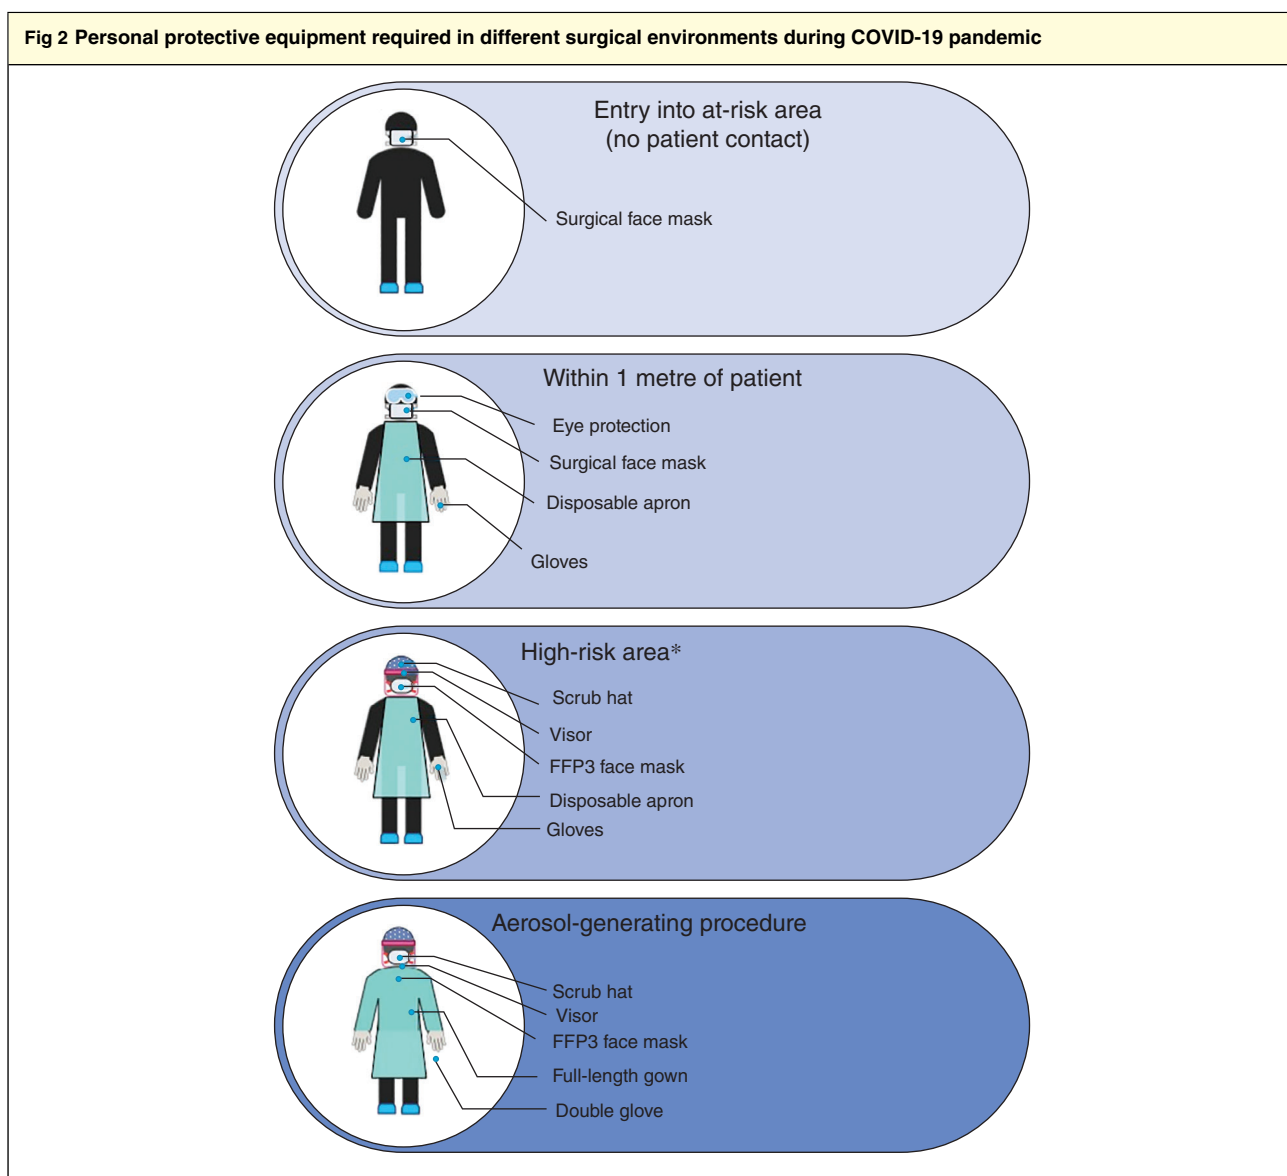 Fig 2 Personal protective equipment required in different surgical environments during COVID-19 pandemic
Entry into at-risk area
(no patient contact)
Surgical face mask
Within 1 metre of patient
Eye protection
Surgical face mask
Disposable apron
Gloves
High-risk area*
Scrub hat
Visor
FFP3 face mask
Disposable apron
Gloves
Aerosol-generating procedure
Scrub hat
Visor
FFP3 face mask
Full-length gown
Double glove